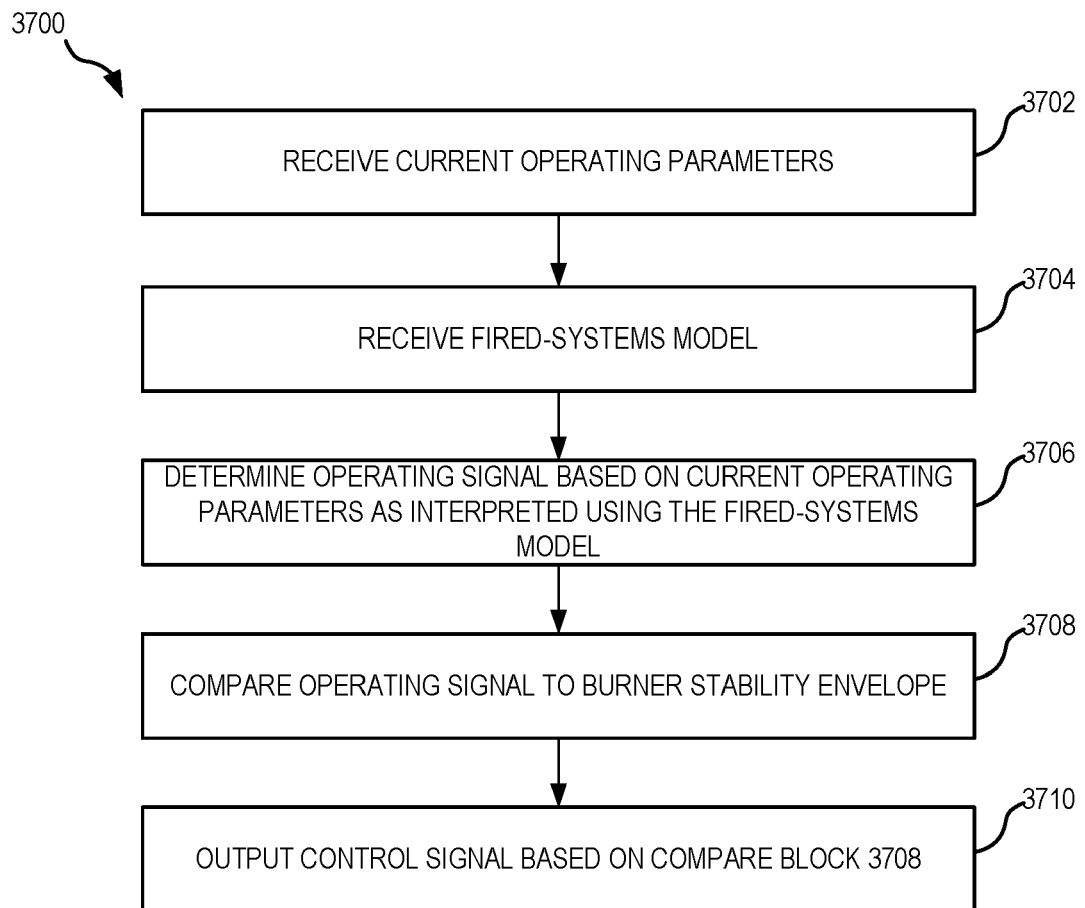 3700
3702
RECEIVE CURRENT OPERATING PARAMETERS
3704
RECEIVE FIRED-SYSTEMS MODEL
3706
DETERMINE OPERATING SIGNAL BASED ON CURRENT OPERATING
PARAMETERS AS INTERPRETED USING THE FIRED-SYSTEMS
MODEL
3708
COMPARE OPERATING SIGNAL TO BURNER STABILITY ENVELOPE
3710
OUTPUT CONTROL SIGNAL BASED ON COMPARE BLOCK 3708